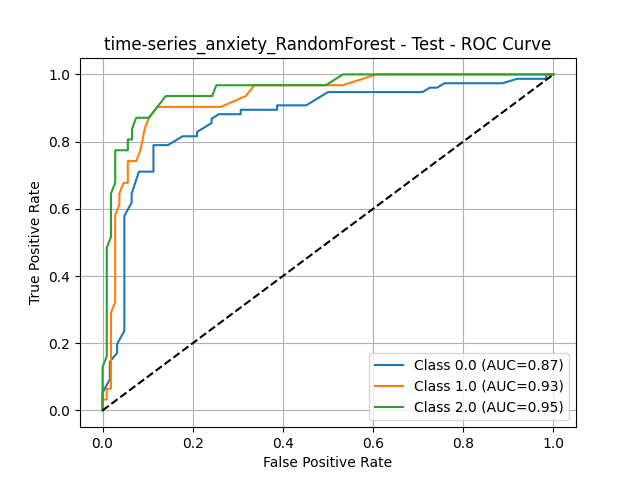 time-series_anxiety_RandomForest - Test - ROC Curve
1.0
0.8
0.6
0.4
0.2
0.0
True Positive Rate
Class 0.0 (AUC=0.87)
Class 1.0 (AUC=0.93)
Class 2.0 (AUC=0.95)
0.0 0.2 0.4 0.6 0.8 1.0
False Positive Rate